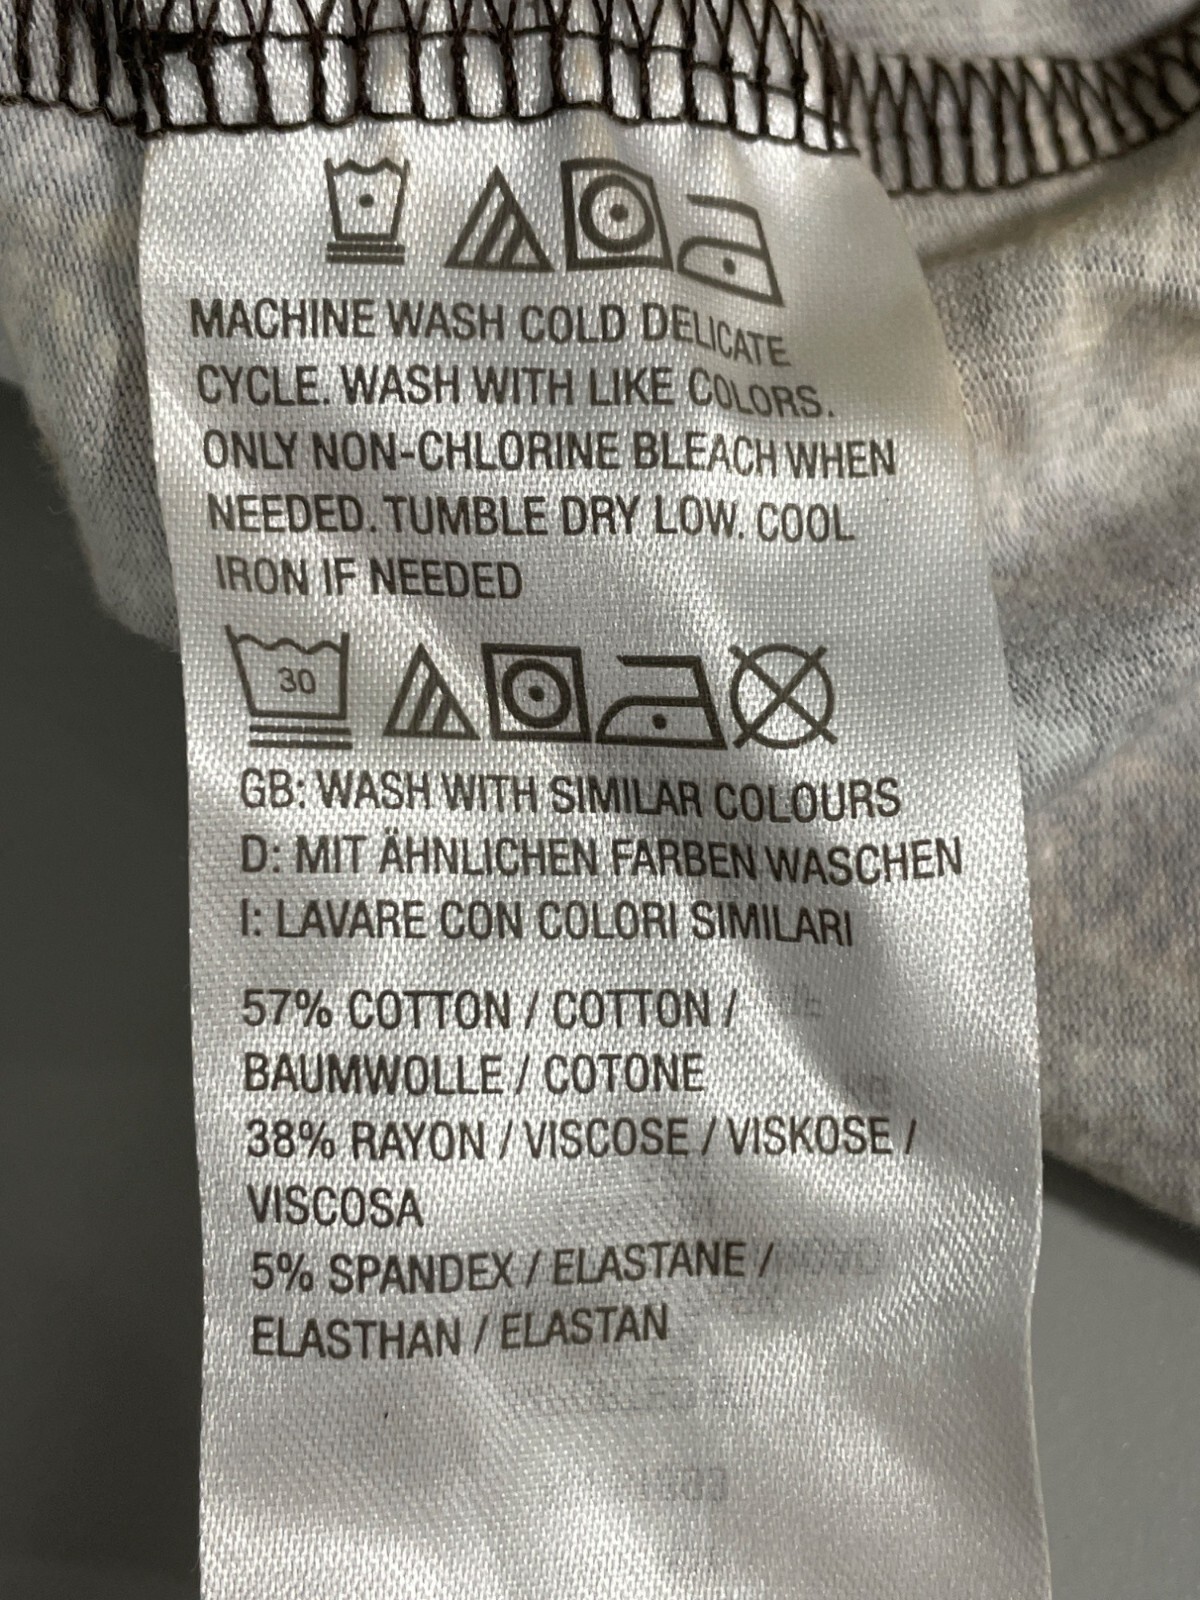 MACHINE WASH COLD DELICATE
CYCLE. WASH WITH LIKE COLORS.
ONLY NON-CHLORINE BLEACH WHEN
NEEDED. TUMBLE DRY LOW. COOL
IRON IF NEEDED
30
GB: WASH WITH SIMILAR COLOURS
D: MIT ÄHNLICHEN FARBEN WASCHEN
I: LAVARE CON COLORI SIMILARI
57% COTTON / COTTON /
BAUMWOLLE / COTONE
38% RAYON / VISCOSE / VISKOSE /
VISCOSA
5% SPANDEX / ELASTANE /
ELASTHAN / ELASTAN